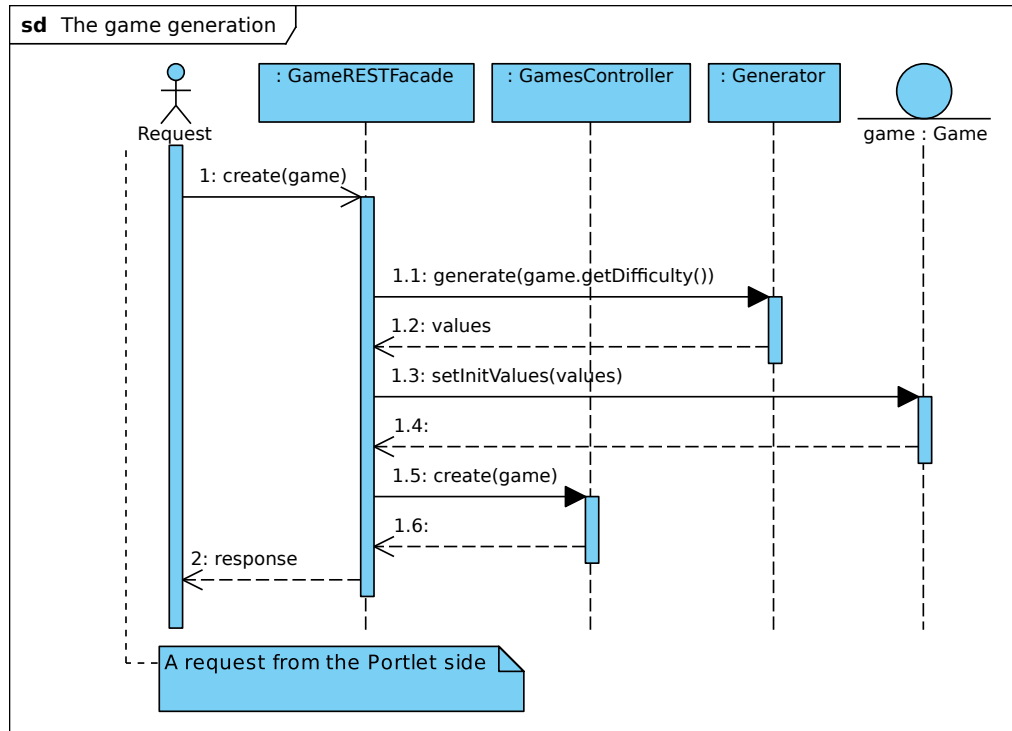 sd The game generation
: GameRESTFacade
: GamesController
: Generator
Request
game : Game
1: create(game)
1.1: generate(game.getDifficulty())
1.2: values
1.3: setInitValues(values)
1.4:
1.5: create(game)
1.6:
2: response
A request from the Portlet side